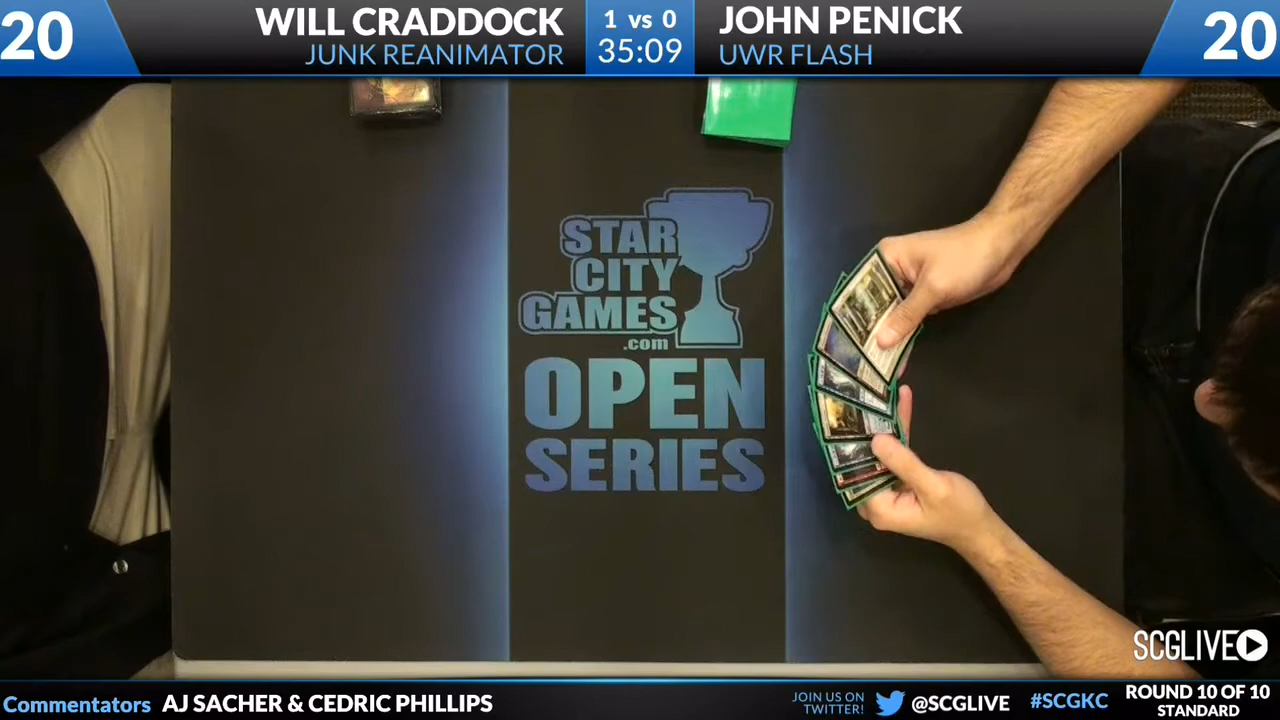 20
WILL CRADDOCK
JUNK REANIMATOR
1 vs 0
35:09
JOHN PENICK
UWR FLASH
20
STAR
CITY
GAMES
.com
OPEN
SERIES
SCGLIVE
Commentators AJ SACHER & CEDRIC PHILLIPS
JOIN US ON
TWITTER!
@SCGLIVE
#SCGKC
ROUND 10 OF 10
STANDARD